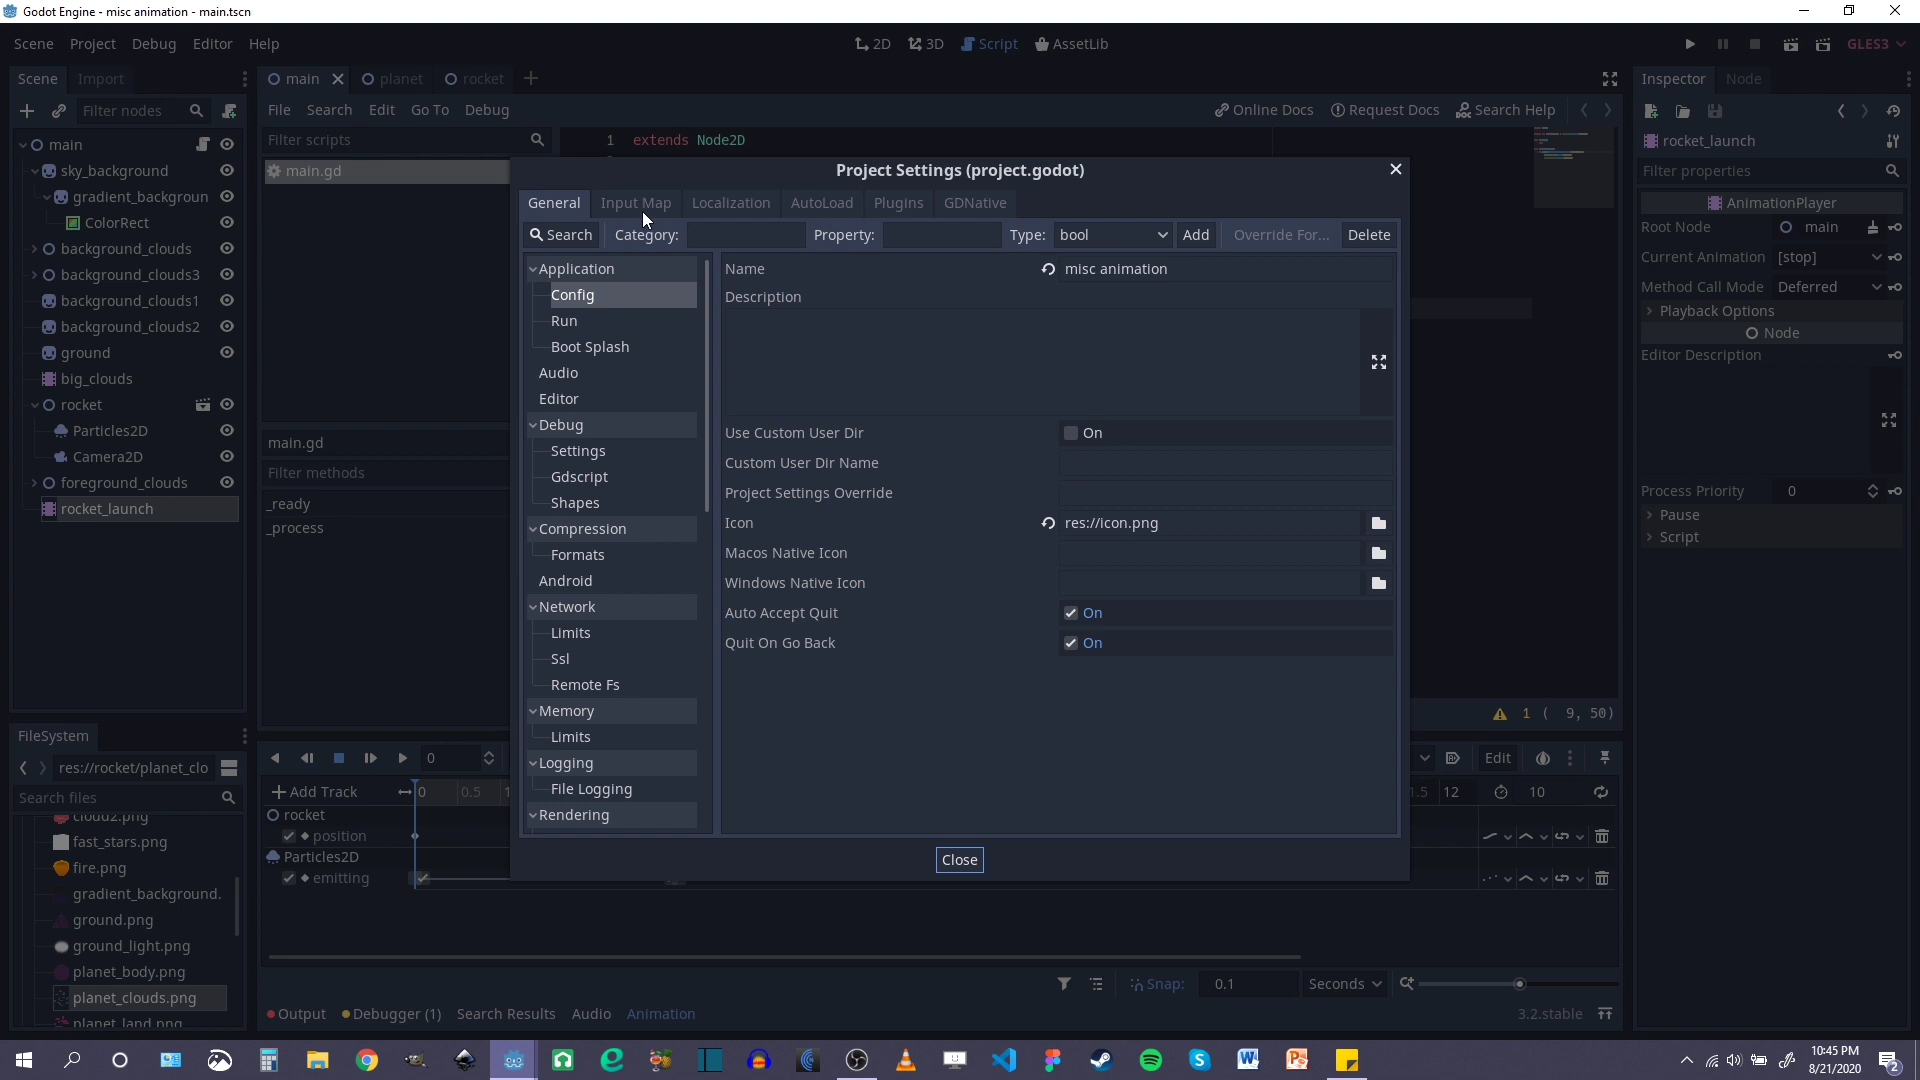 Godot Engine - misc animation - main.tscn
Scene Project Debug Editor Help
2D 3D Script AssetLib
GLES3
Scene Import
Filter nodes
main
sky_background
gradient_backgroun
ColorRect
background_clouds
background_clouds3
background_clouds1
background_clouds2
ground
big_clouds
rocket
Particles2D
Camera2D
foreground_clouds
rocket_launch
FileSystem
res://rocket/planet_clo
Search files
cloud2.png
fast_stars.png
fire.png
gradient_background.
ground.png
ground_light.png
planet_body.png
planet_clouds.png
planet_land.png
main planet rocket
File Search Edit Go To Debug
Online Docs Request Docs Search Help
Filter scripts
main.gd
main.gd
Filter methods
_ready
_process
1 extends Node2D
Project Settings (project.godot)
General Input Map Localization AutoLoad Plugins GDNative
Search Category: Property: Type: bool Add Override For... Delete
Application
Config
Run
Boot Splash
Audio
Editor
Debug
Settings
Gdscript
Shapes
Compression
Formats
Android
Network
Limits
Ssl
Remote Fs
Memory
Limits
Logging
File Logging
Rendering
Name misc animation
Description
Use Custom User Dir On
Custom User Dir Name
Project Settings Override
Icon res://icon.png
Macos Native Icon
Windows Native Icon
Auto Accept Quit On
Quit On Go Back On
Close
1 ( 9, 50)
0
Edit
Add Track 0 0.5 1
.5 12 10
rocket
position
Particles2D
emitting
Snap: 0.1 Seconds
Output Debugger (1) Search Results Audio Animation
3.2.stable
Inspector Node
rocket_launch
Filter properties
AnimationPlayer
Root Node main
Current Animation [stop]
Method Call Mode Deferred
Playback Options
Node
Editor Description
Process Priority 0
Pause
Script
10:45 PM
8/21/2020
2